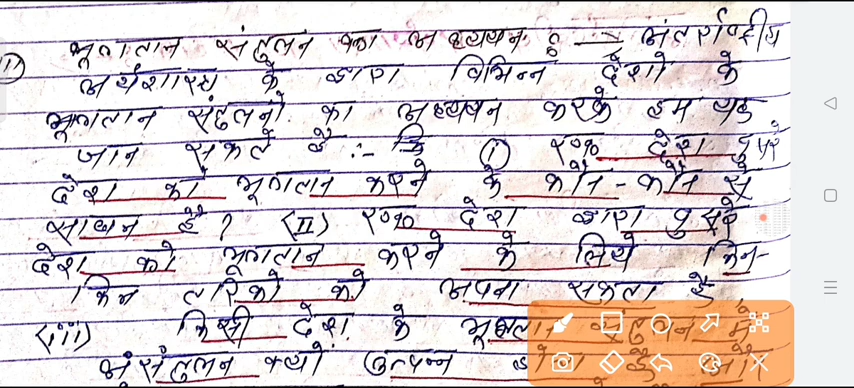 (1) भुगतान संतुलन का अध्ययन :- अंतर्राष्ट्रीय
अर्थशास्त्र के द्वारा विभिन्न देशो के
भुगतान संतुलनो का अध्ययन करके हम यह
जान सकते है :- कि (i) एक देश दुसरे
देश को भुगतान करने के कौन-कौन से
साधन है ? (II) एक देश द्वारा दुसरे
देश को भुगतान करने के लिये किन-
किन तरिको को अपना सकता है
(iii) किसी देश के भुगतान संतुलन में
असंतुलन क्यो उत्पन्न